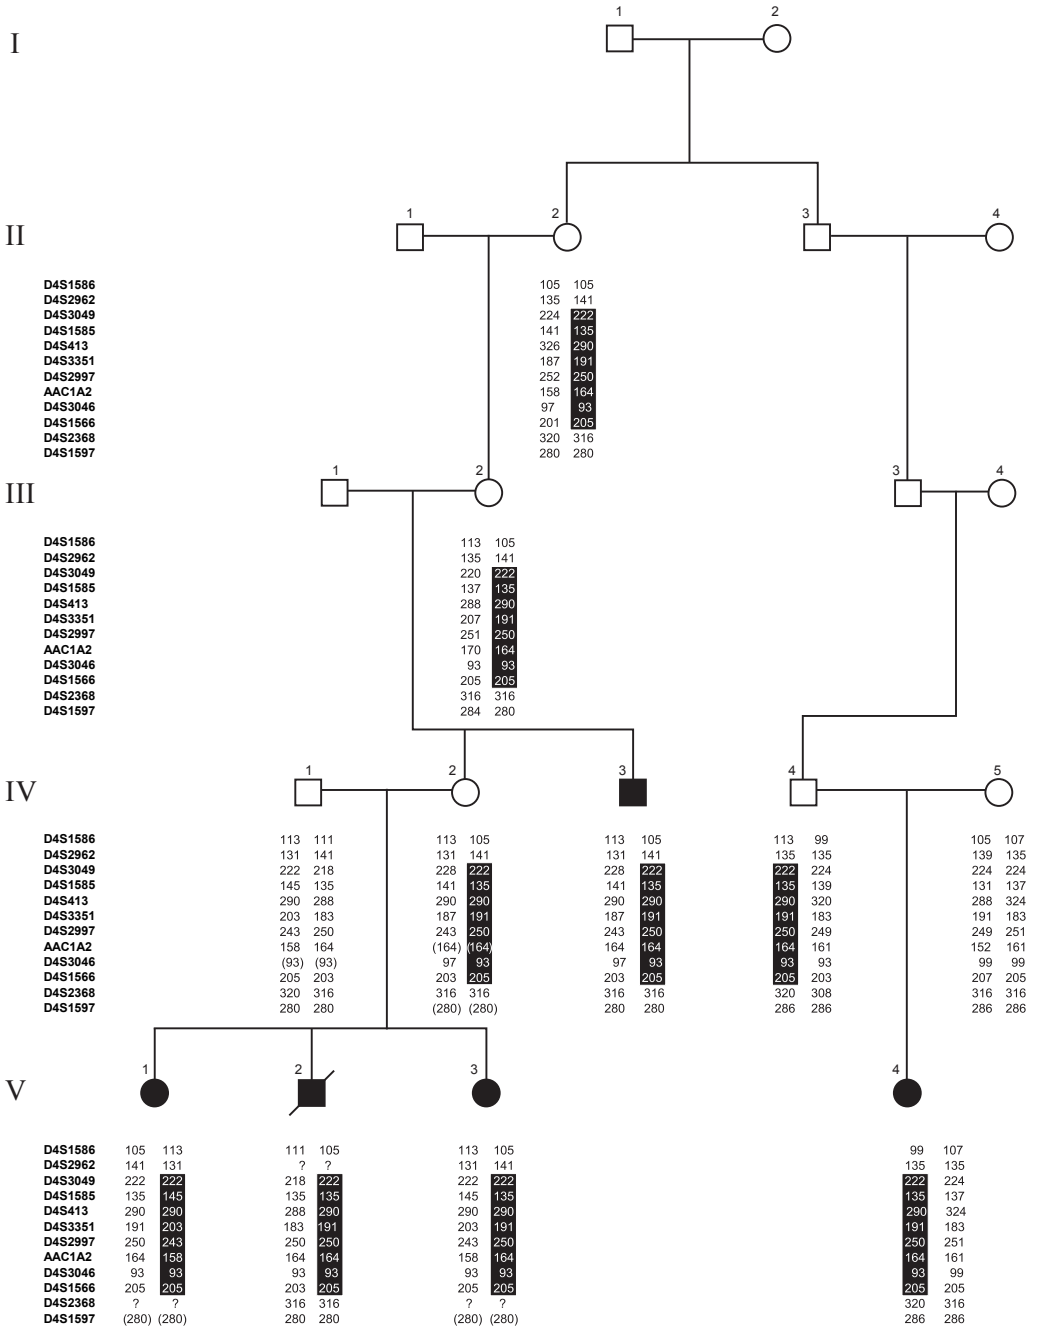 1 2
I
1 2 3 4
II
D4S1586 105 105
D4S2962 135 141
D4S3049 224 222
D4S1585 141 135
D4S413 326 290
D4S3351 187 191
D4S2997 252 250
AAC1A2 158 164
D4S3046 97 93
D4S1566 201 205
D4S2368 320 316
D4S1597 280 280
1 2 3 4
III
D4S1586 113 105
D4S2962 135 141
D4S3049 220 222
D4S1585 137 135
D4S413 288 290
D4S3351 207 191
D4S2997 251 250
AAC1A2 170 164
D4S3046 93 93
D4S1566 205 205
D4S2368 316 316
D4S1597 284 280
1 2 3 4 5
IV
D4S1586 113 111 113 105 113 105 113 99 105 107
D4S2962 131 141 131 141 131 141 135 135 139 135
D4S3049 222 218 228 222 228 222 222 224 224 224
D4S1585 145 135 141 135 141 135 135 139 131 137
D4S413 290 288 290 290 290 290 290 320 288 324
D4S3351 203 183 187 191 187 191 191 183 191 183
D4S2997 243 250 243 250 243 250 250 249 249 251
AAC1A2 158 164 (164) (164) 164 164 164 161 152 161
D4S3046 (93) (93) 97 93 97 93 93 93 99 99
D4S1566 205 203 203 205 203 205 205 203 207 205
D4S2368 320 316 316 316 316 316 320 308 316 316
D4S1597 280 280 (280) (280) 280 280 286 286 286 286
1 2 3 4
V
D4S1586 105 113 111 105 113 105 99 107
D4S2962 141 131 ? ? 131 141 135 135
D4S3049 222 222 218 222 222 222 222 224
D4S1585 135 145 135 135 145 135 135 137
D4S413 290 290 288 290 290 290 290 324
D4S3351 191 203 183 191 203 191 191 183
D4S2997 250 243 250 250 243 250 250 251
AAC1A2 164 158 164 164 158 164 164 161
D4S3046 93 93 93 93 93 93 93 99
D4S1566 205 205 203 205 205 205 205 205
D4S2368 ? ? 316 316 ? ? 320 316
D4S1597 (280) (280) 280 280 (280) (280) 286 286